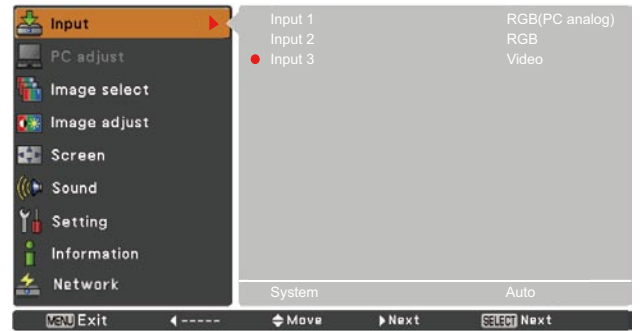 Input
PC adjust
Image select
Image adjust
Screen
Sound
Setting
Information
Network
Input 1 RGB(PC analog)
Input 2 RGB
Input 3 Video
System Auto
MENU Exit ----- Move Next SELECT Next